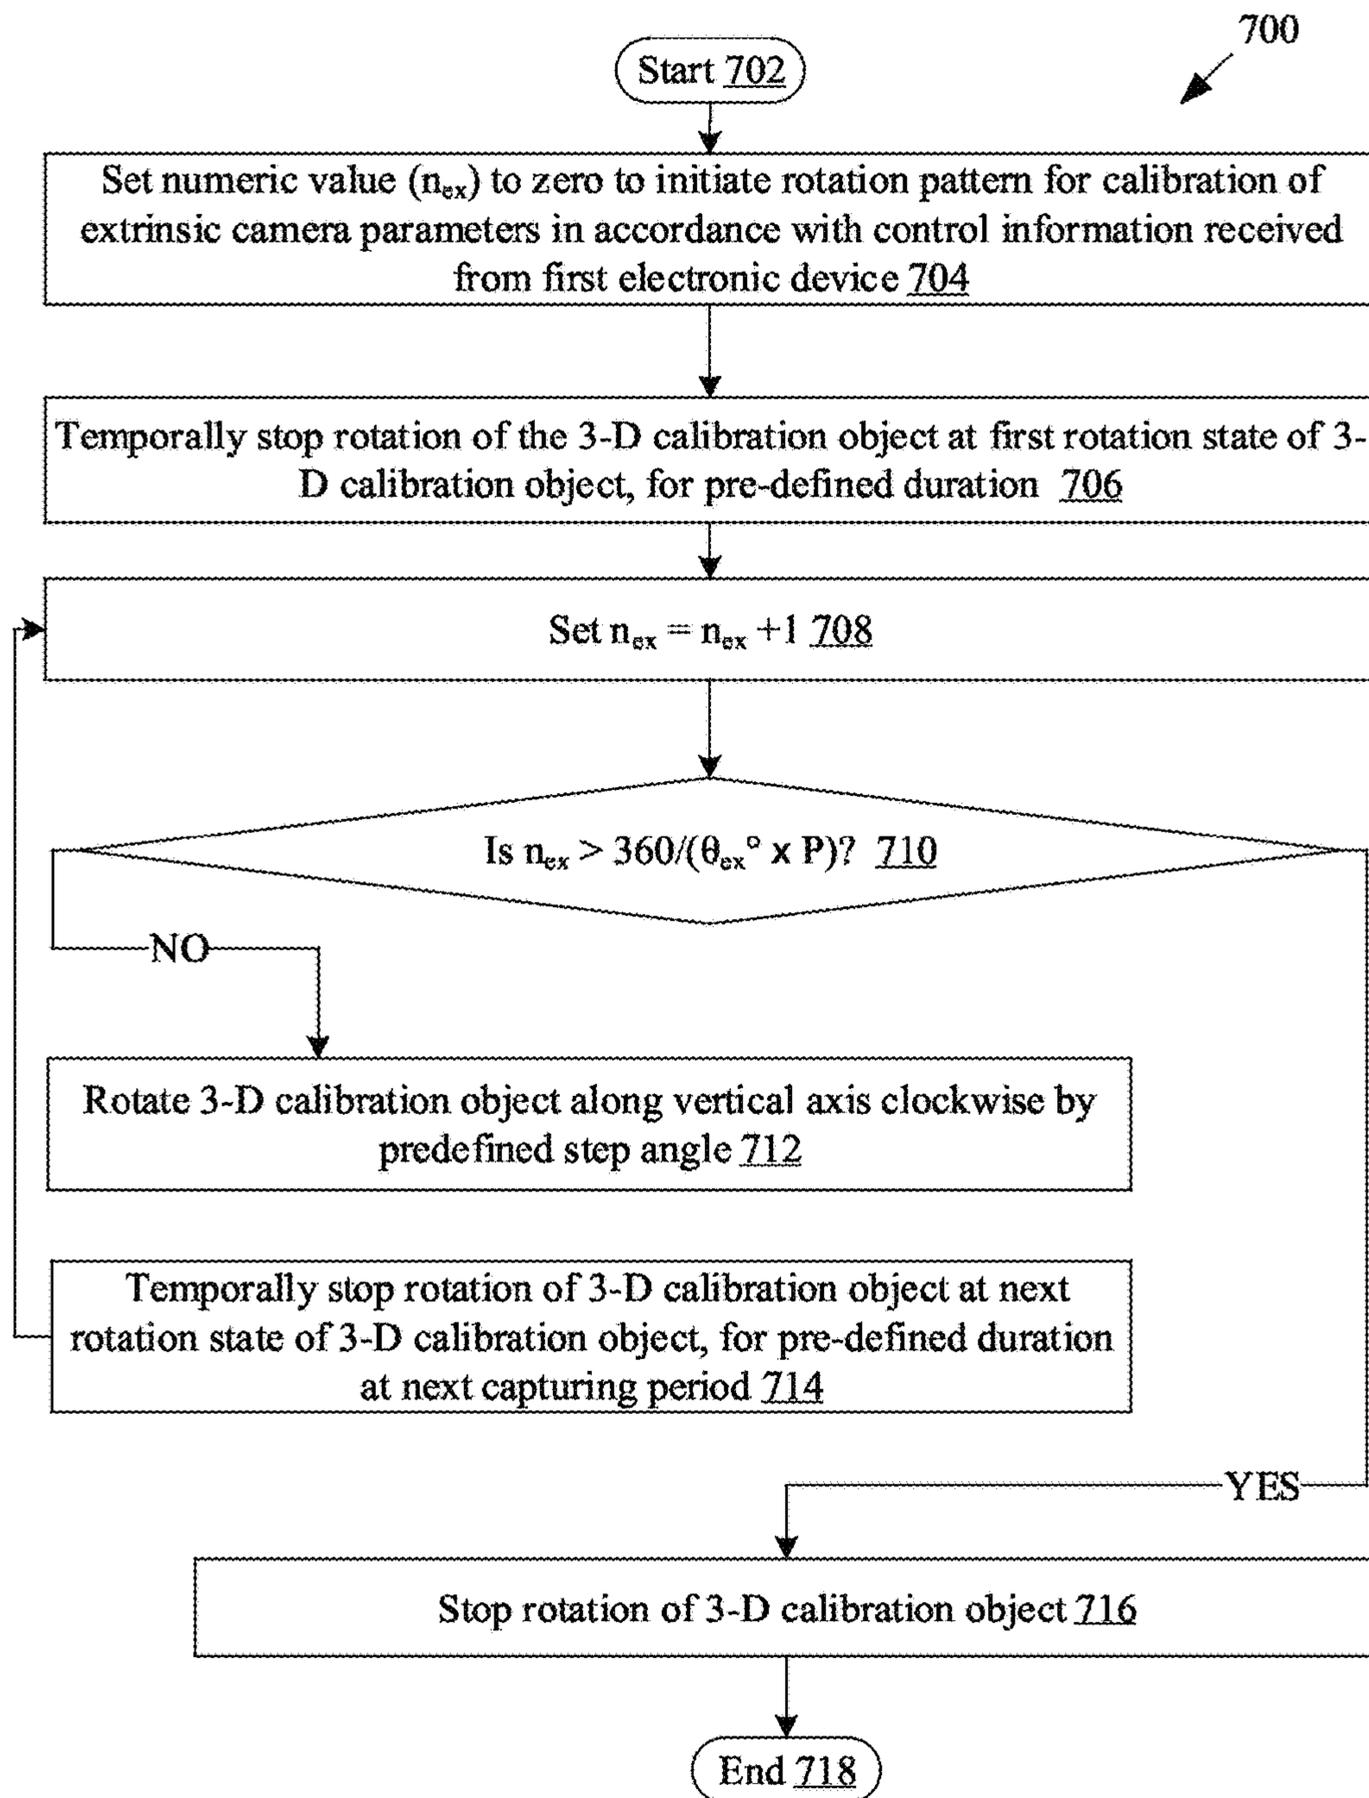 700
Start 702
Set numeric value (nex) to zero to initiate rotation pattern for calibration of
extrinsic camera parameters in accordance with control information received
from first electronic device 704
Temporally stop rotation of the 3-D calibration object at first rotation state of 3-
D calibration object, for pre-defined duration 706
Set nex = nex +1 708
Is nex > 360/(θex° x P)? 710
NO
Rotate 3-D calibration object along vertical axis clockwise by
predefined step angle 712
Temporally stop rotation of 3-D calibration object at next
rotation state of 3-D calibration object, for pre-defined duration
at next capturing period 714
YES
Stop rotation of 3-D calibration object 716
End 718